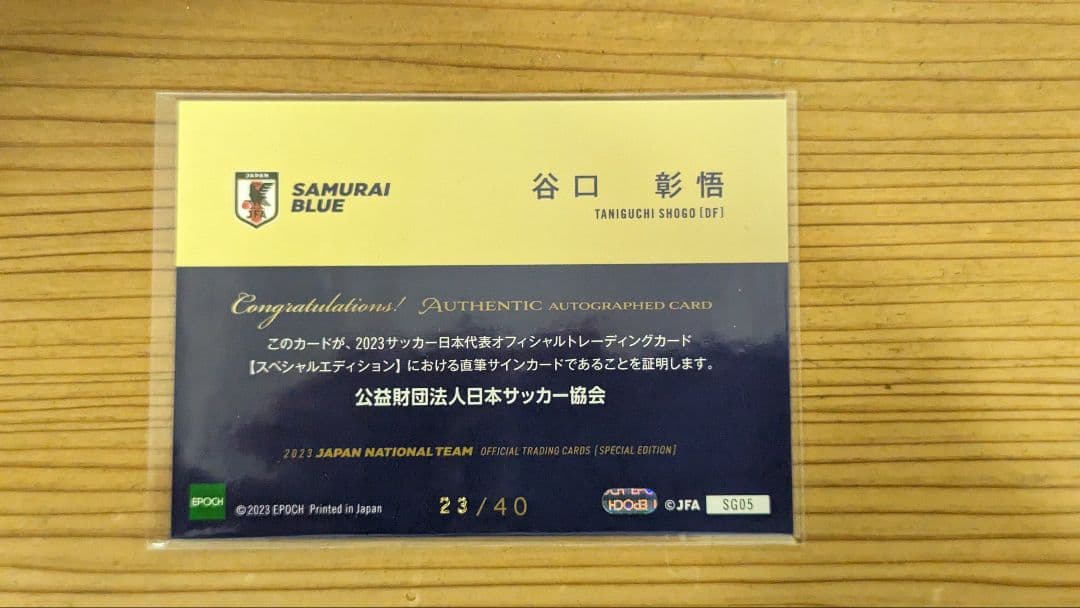 JAPAN
JFA
SAMURAI
BLUE
谷口 彰悟
TANIGUCHI SHOGO [DF]
Congratulations! AUTHENTIC AUTOGRAPHED CARD
このカードが、2023サッカー日本代表オフィシャルトレーディングカード
【スペシャルエディション】における直筆サインカードであることを証明します。
公益財団法人日本サッカー協会
2023 JAPAN NATIONAL TEAM OFFICIAL TRADING CARDS [SPECIAL EDITION]
EPOCH ©2023 EPOCH Printed in Japan 23/40 EPOCH ©JFA SG05